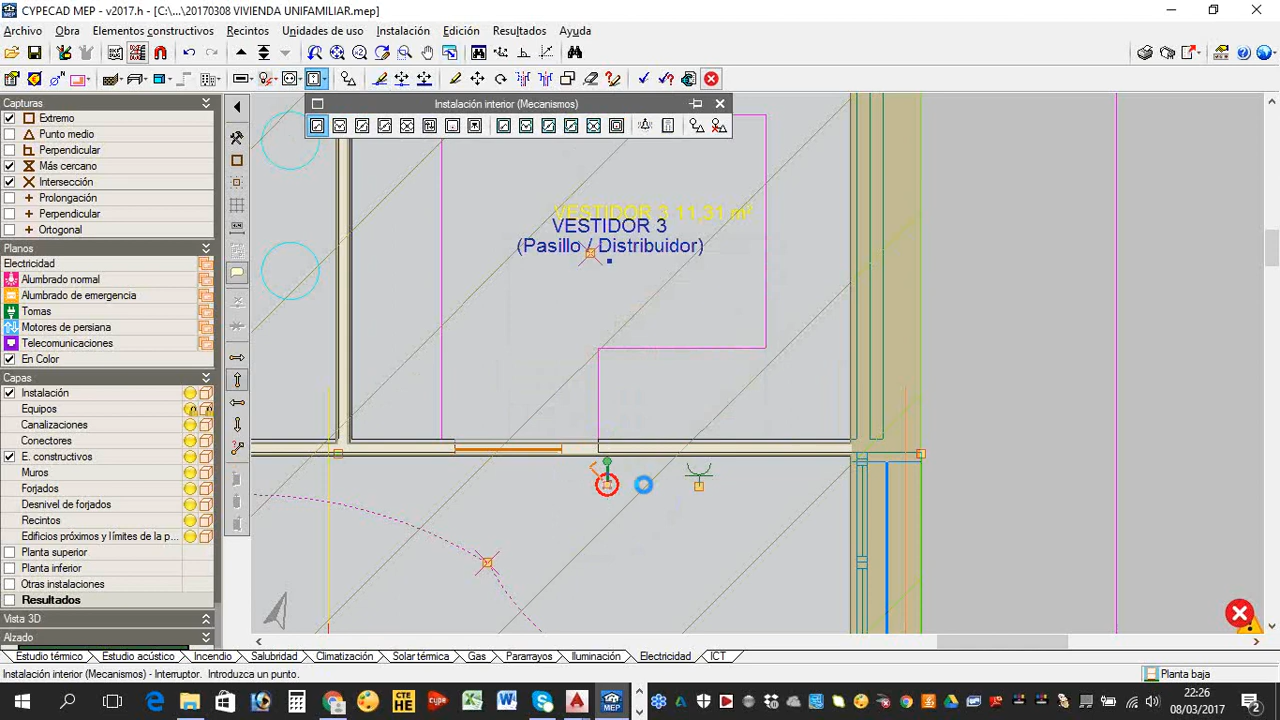 CYPECAD MEP - v2017.h - [C:\...\20170308 VIVIENDA UNIFAMILIAR.mep]
Archivo Obra Elementos constructivos Recintos Unidades de uso Instalación Edición Resultados Ayuda
Capturas
Extremo
Punto medio
Perpendicular
Más cercano
Intersección
Prolongación
Perpendicular
Ortogonal
Planos
Electricidad
Alumbrado normal
Alumbrado de emergencia
Tomas
Motores de persiana
Telecomunicaciones
En Color
Capas
Instalación
Equipos
Canalizaciones
Conectores
E. constructivos
Muros
Forjados
Desnivel de forjados
Recintos
Edificios próximos y límites de la p...
Planta superior
Planta inferior
Otras instalaciones
Resultados
Vista 3D
Alzado
Instalación interior (Mecanismos)
VESTIDOR 3 11,31 m²
VESTIDOR 3
(Pasillo / Distribuidor)
Estudio térmico Estudio acústico Incendio Salubridad Climatización Solar térmica Gas Pararrayos Iluminación Electricidad ICT
Instalación interior (Mecanismos) - Interruptor. Introduzca un punto.
Planta baja
CTE
HE
cype
MEP
22:26
08/03/2017
2